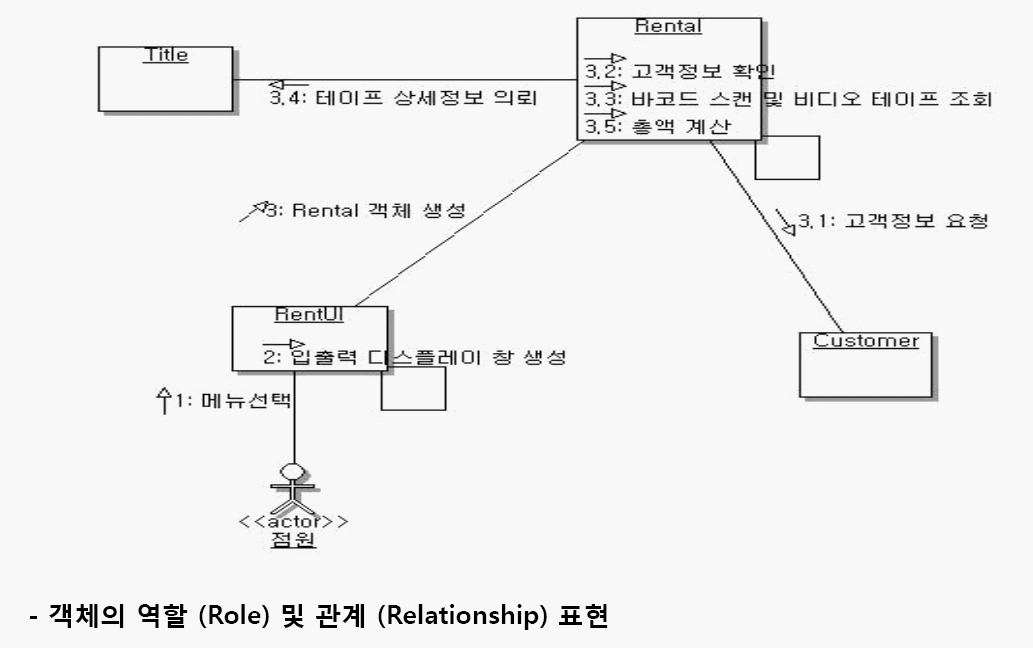 Title
Rental
3.2: 고객정보 확인
3.4: 테이프 상세정보 의뢰
3.3: 바코드 스캔 및 비디오 테이프 조회
3.5: 총액 계산
3: Rental 객체 생성
3.1: 고객정보 요청
RentUI
2: 입출력 디스플레이 창 생성
Customer
1: 메뉴선택
<<actor>>
점원
- 객체의 역할 (Role) 및 관계 (Relationship) 표현